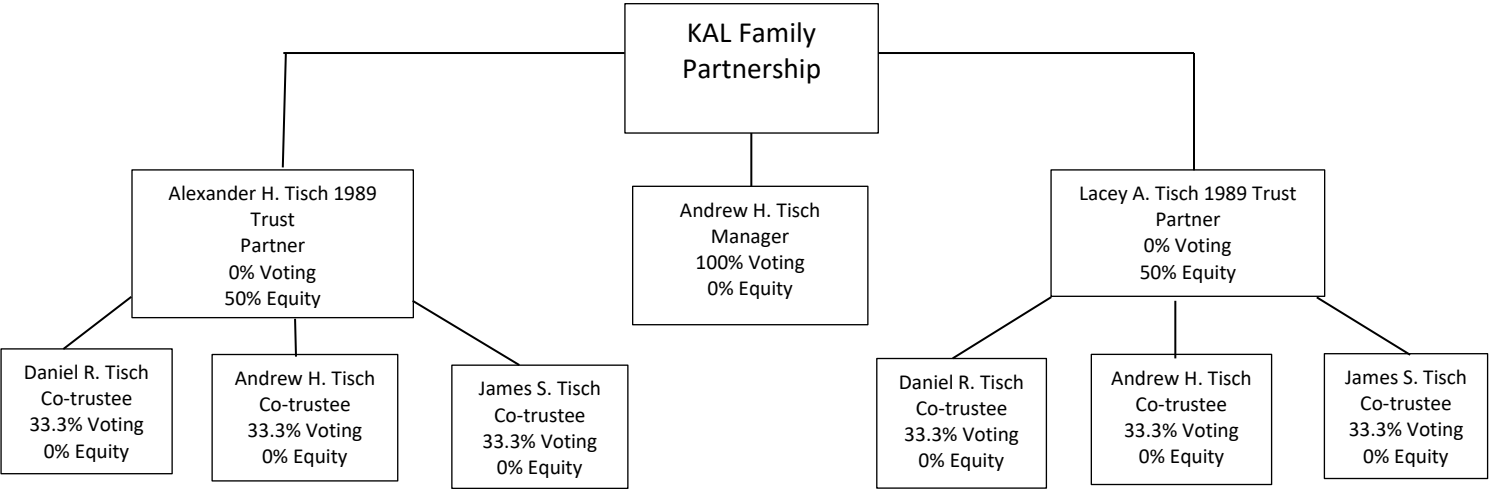 KAL Family
Partnership
Alexander H. Tisch 1989
Trust
Partner
0% Voting
50% Equity
Andrew H. Tisch
Manager
100% Voting
0% Equity
Lacey A. Tisch 1989 Trust
Partner
0% Voting
50% Equity
Daniel R. Tisch
Co-trustee
33.3% Voting
0% Equity
Andrew H. Tisch
Co-trustee
33.3% Voting
0% Equity
James S. Tisch
Co-trustee
33.3% Voting
0% Equity
Daniel R. Tisch
Co-trustee
33.3% Voting
0% Equity
Andrew H. Tisch
Co-trustee
33.3% Voting
0% Equity
James S. Tisch
Co-trustee
33.3% Voting
0% Equity